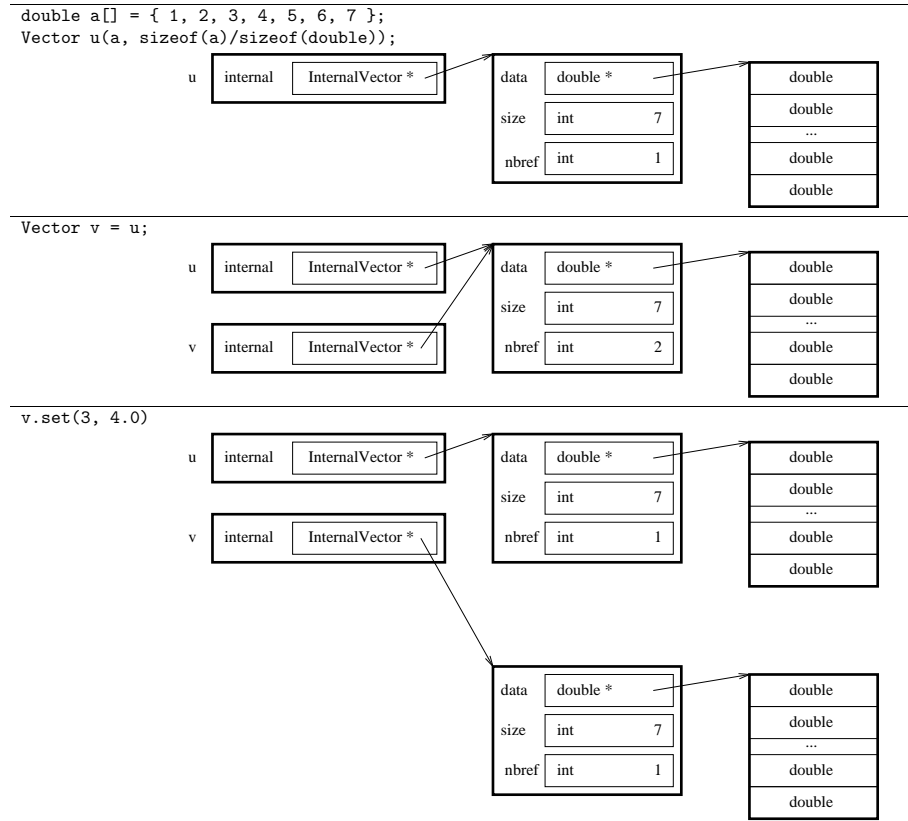 double a[] = { 1, 2, 3, 4, 5, 6, 7 };
Vector u(a, sizeof(a)/sizeof(double));
u internal InternalVector * data double * double
double
size int 7
...
nbref int 1 double
double
Vector v = u;
u internal InternalVector * data double * double
double
size int 7
...
v internal InternalVector * nbref int 2 double
double
v.set(3, 4.0)
u internal InternalVector * data double * double
double
size int 7
...
v internal InternalVector * nbref int 1 double
double
data double * double
double
size int 7
...
nbref int 1 double
double